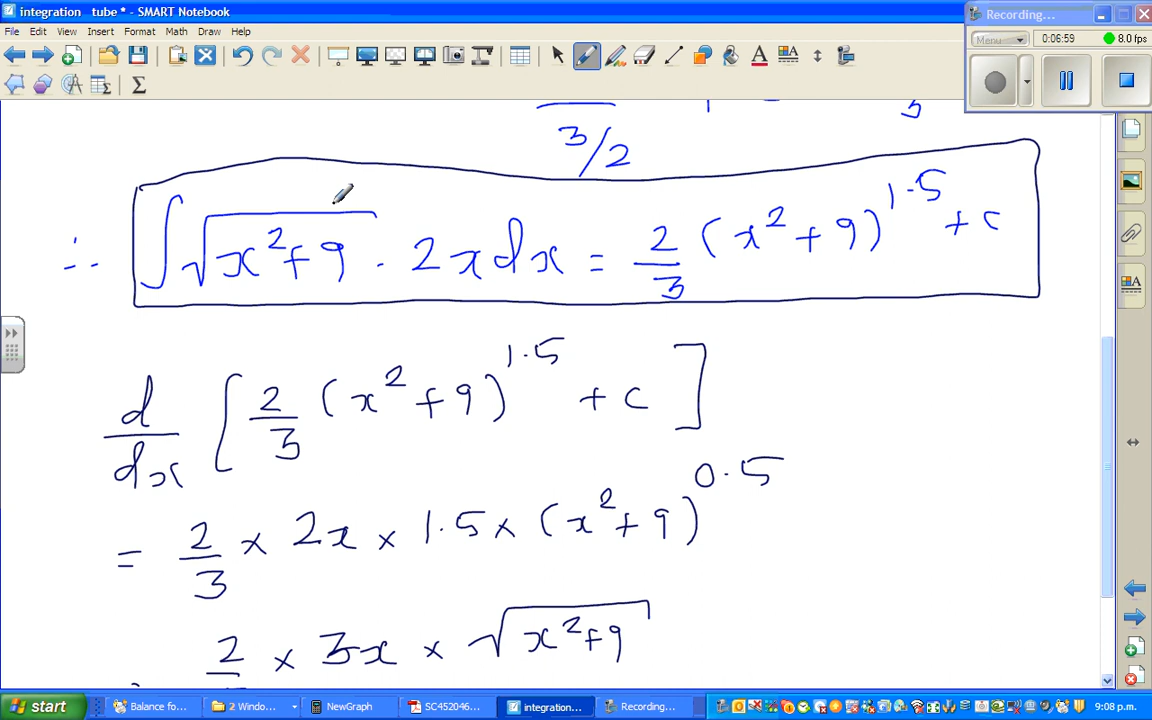 integration tube * - SMART Notebook
Recording...
File Edit View Insert Format Math Draw Help
Menu 0:06:59 8.0 fps
3/2
3
∴ ∫√(x²+9) · 2x dx = 2/3 (x²+9)^1.5 + c
d/dx [2/3 (x²+9)^1.5 + c]
= 2/3 × 2x × 1.5 × (x²+9)^0.5
2 × 3x × √(x²+9)
start Balance fo... 2 Windo... NewGraph SC452046... integration... Recording... 9:08 p.m.